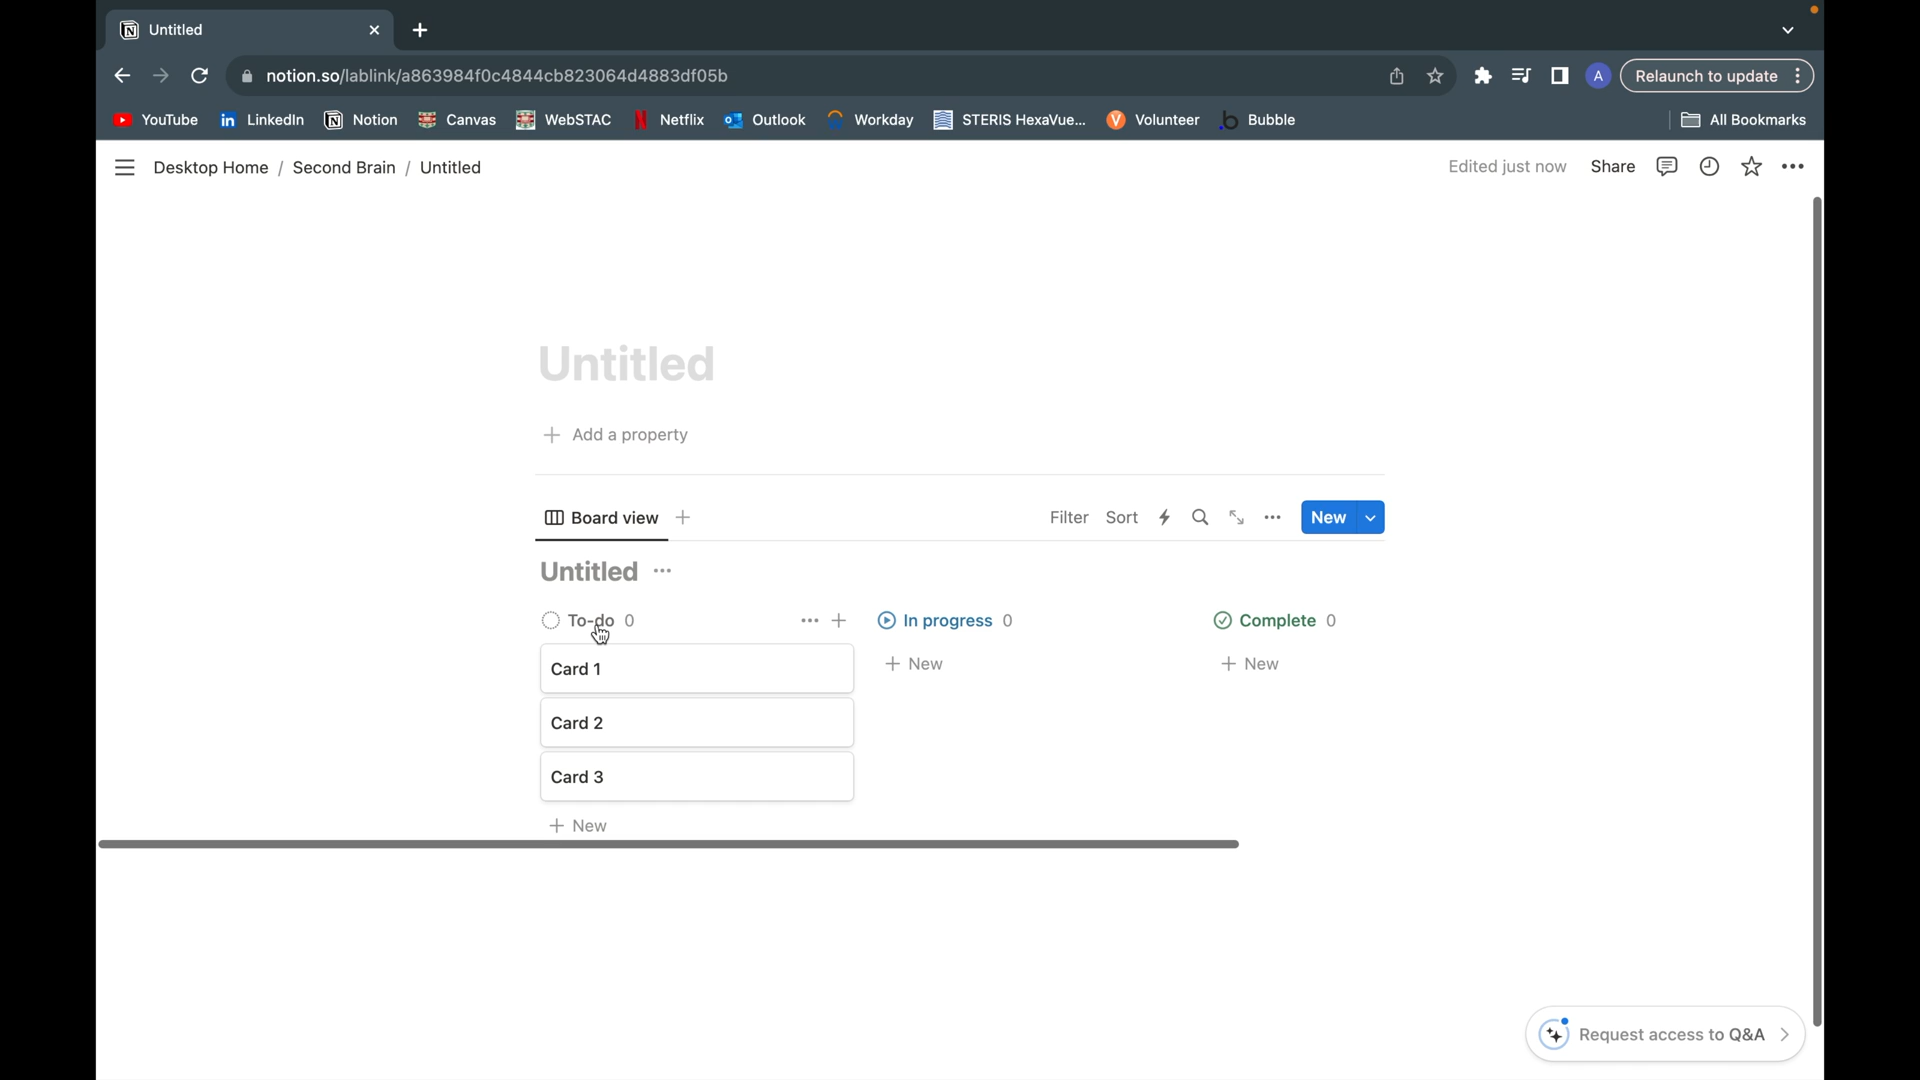 Untitled
notion.so/lablink/a863984f0c4844cb823064d4883df05b
A
Relaunch to update
YouTube
LinkedIn
Notion
Canvas
WebSTAC
Netflix
Outlook
Workday
STERIS HexaVue...
Volunteer
Bubble
All Bookmarks
Desktop Home / Second Brain / Untitled
Edited just now
Share
Untitled
+ Add a property
Board view +
Filter
Sort
New
Untitled ...
To-do 0
In progress 0
Complete 0
Card 1
+ New
+ New
Card 2
Card 3
+ New
Request access to Q&A